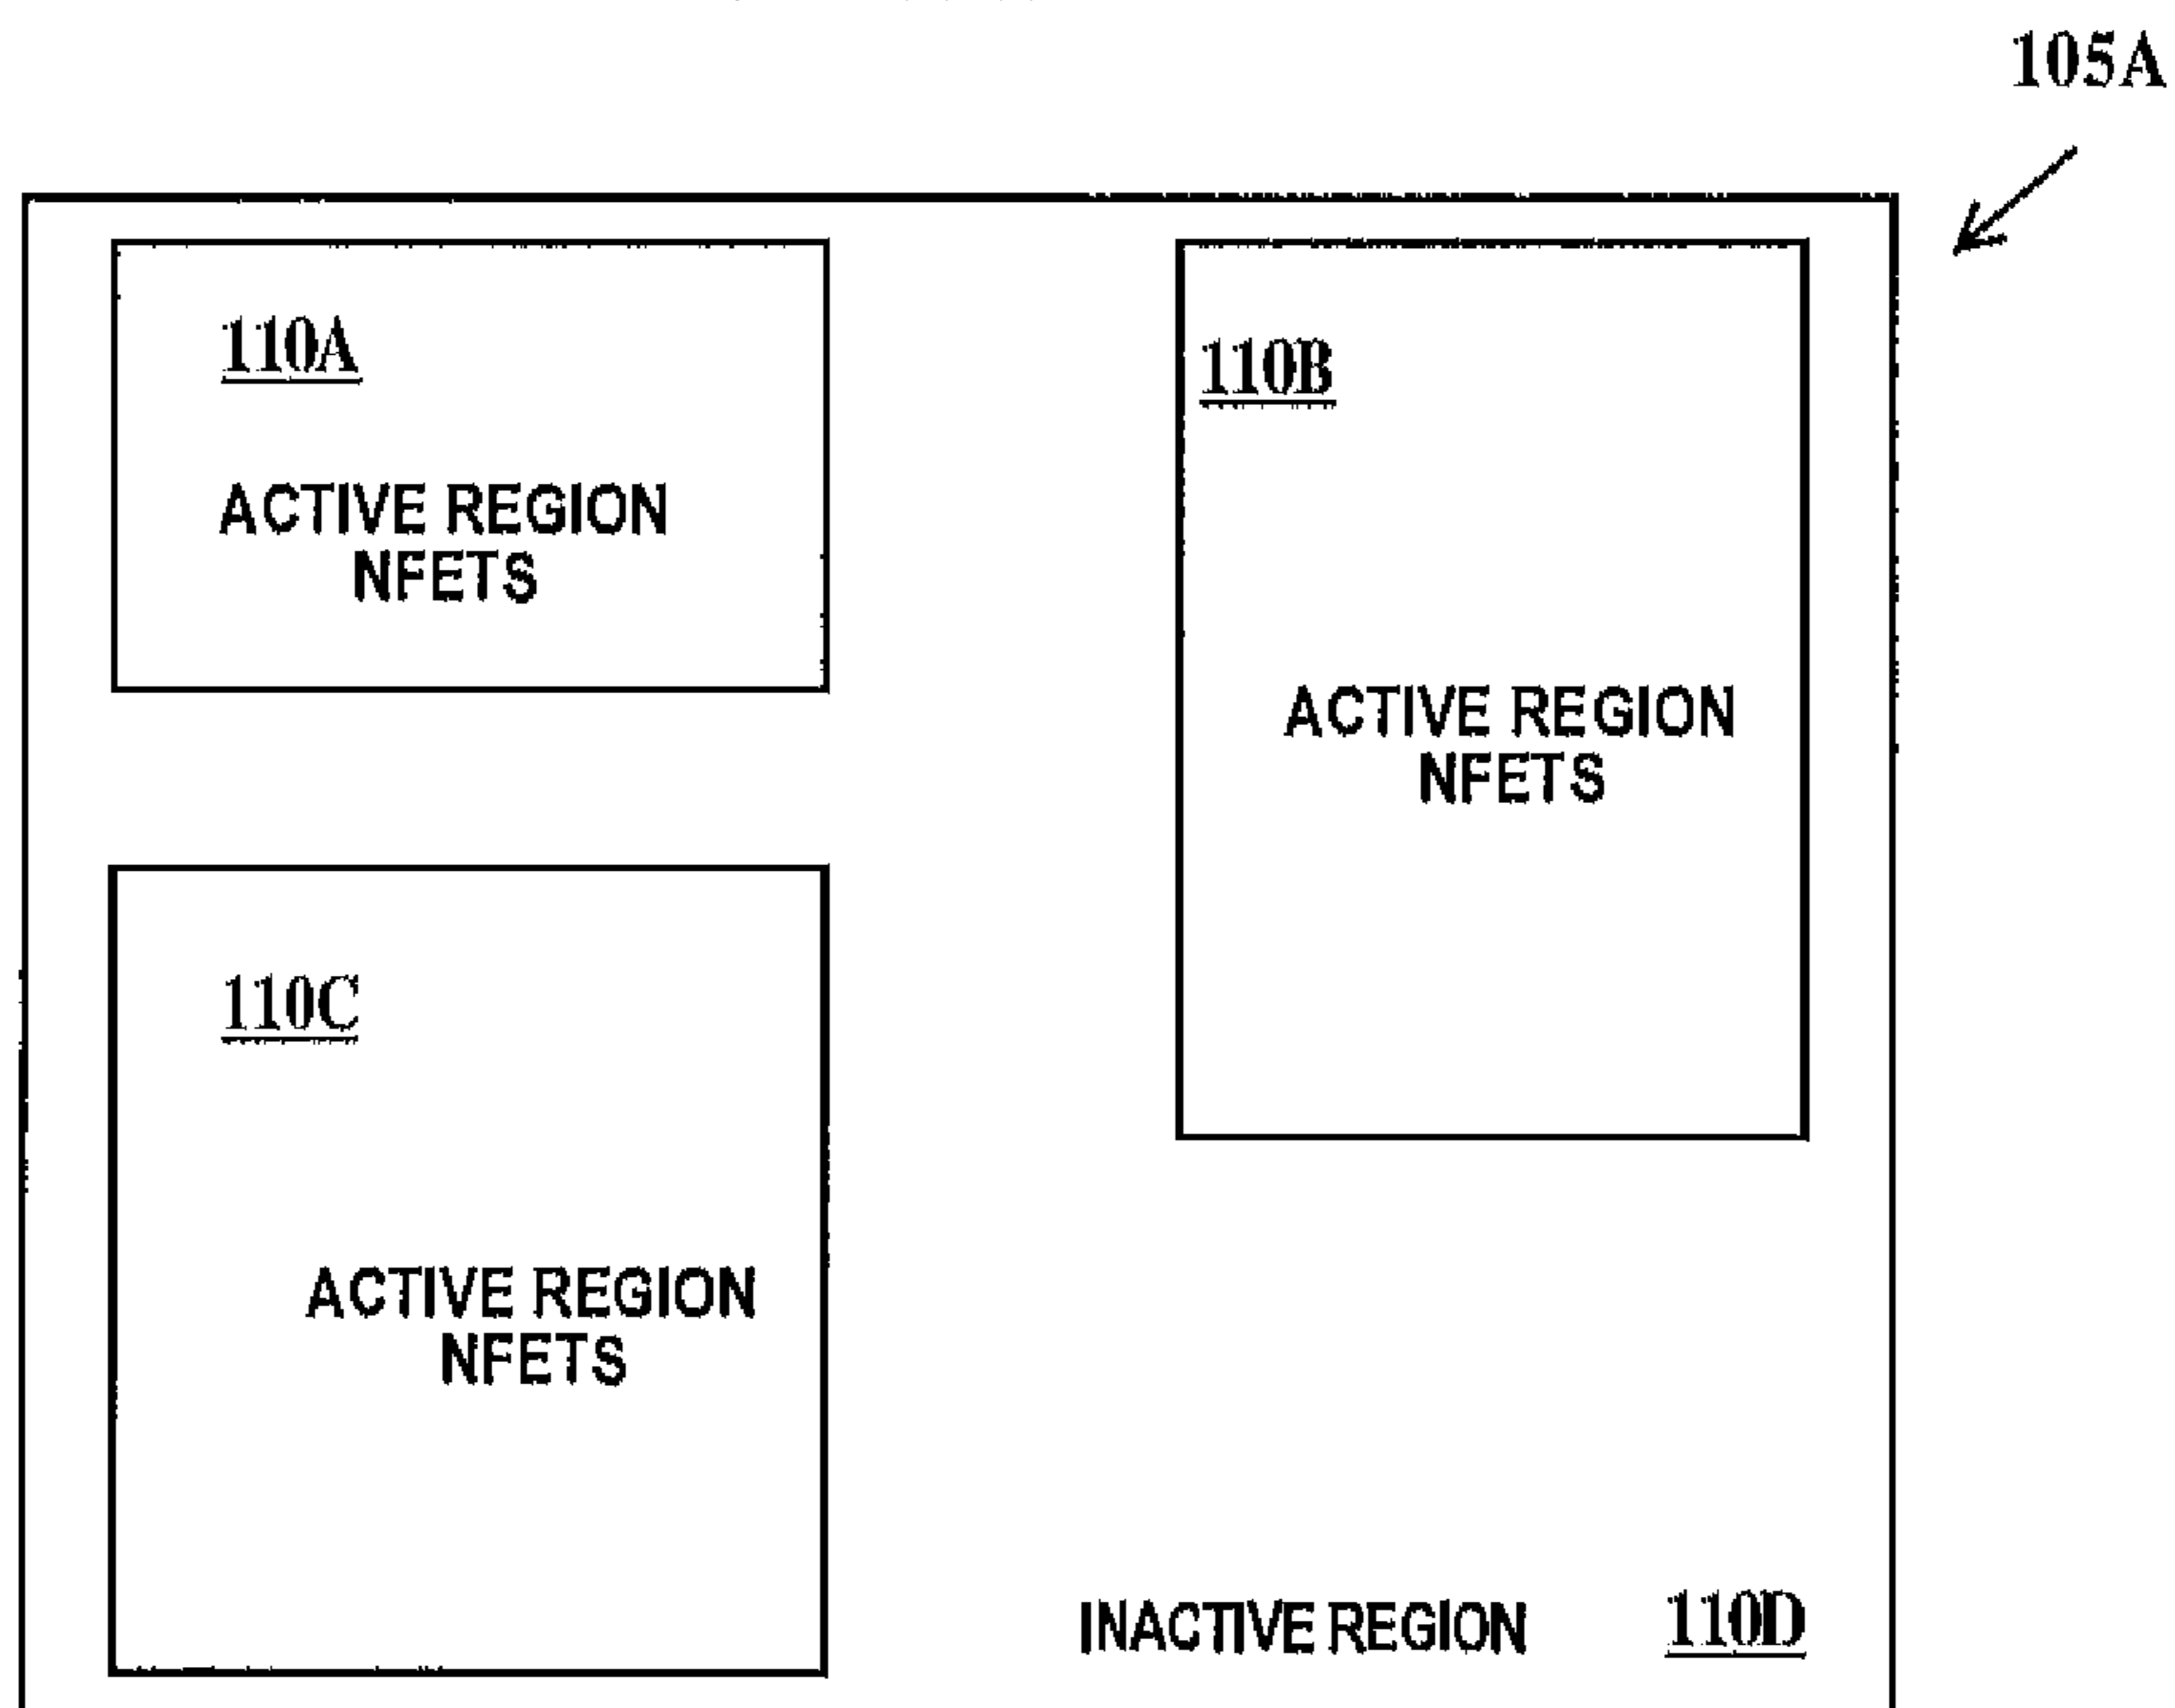 105A
110A
ACTIVE REGION
NFETS
110B
ACTIVE REGION
NFETS
110C
ACTIVE REGION
NFETS
INACTIVE REGION 110D